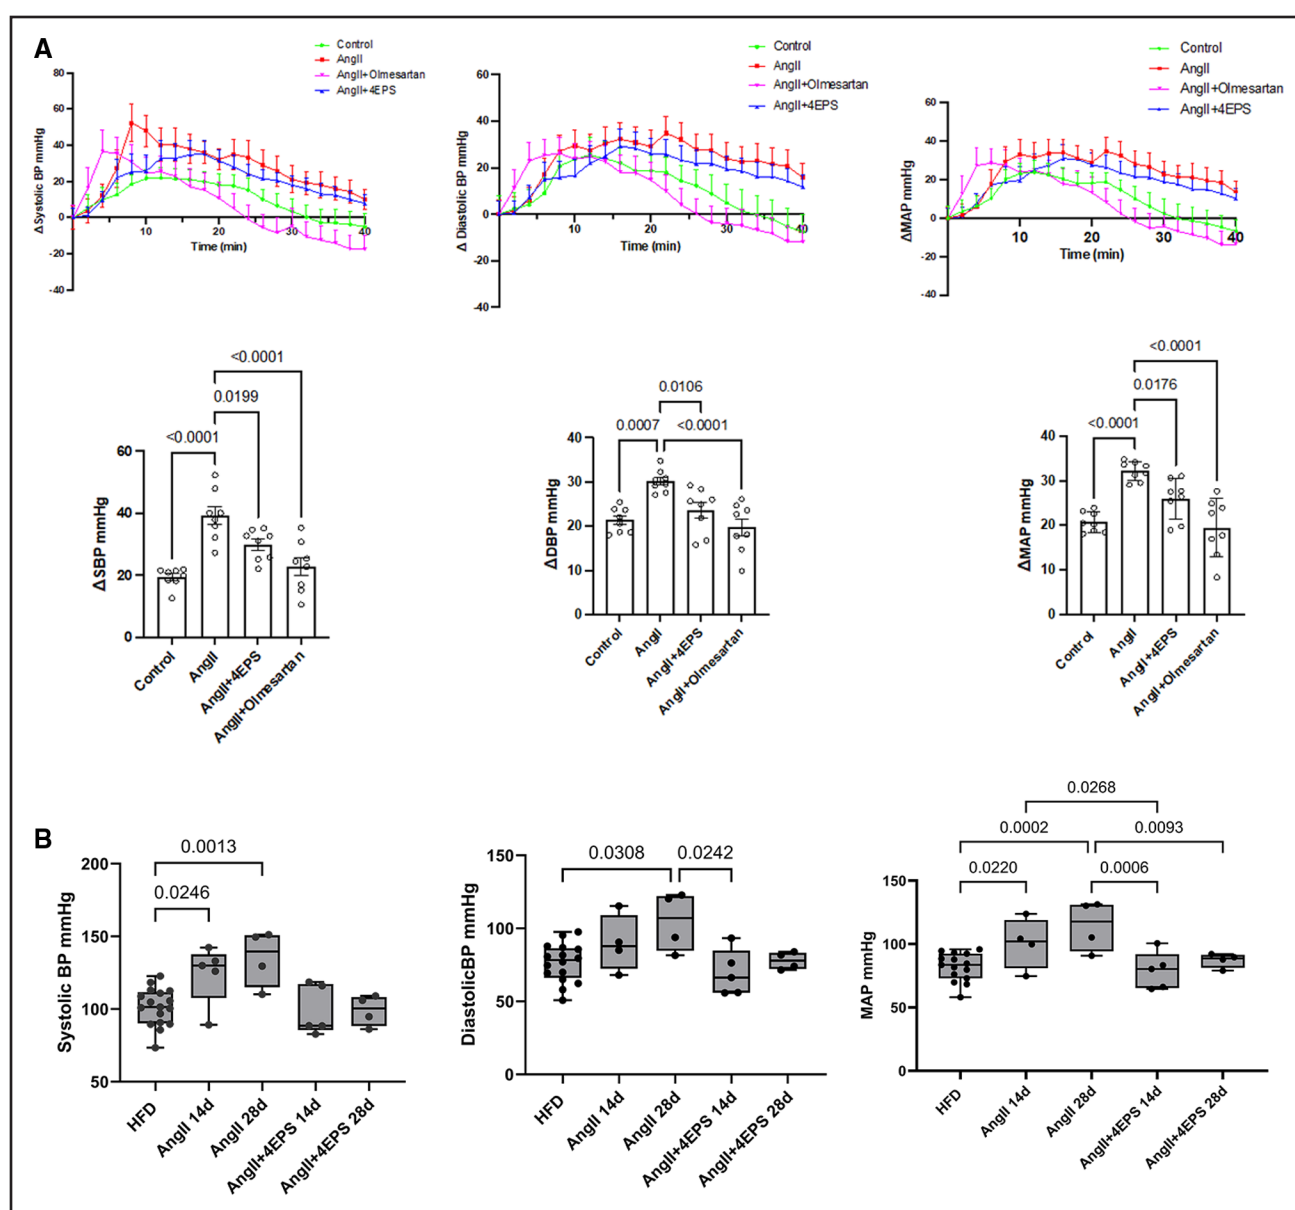 A
Control
AngII
AngII+Olmesartan
AngII+4EPS
Δ Systolic BP mmHg
80
60
40
20
0
-20
-40
10
20
30
40
Time (min)
Control
AngII
AngII+Olmesartan
AngII+4EPS
Δ Diastolic BP mmHg
60
40
20
0
-20
-40
10
20
30
40
Time (min)
Control
AngII
AngII+Olmesartan
AngII+4EPS
ΔMAP mmHg
60
40
20
0
-20
-40
10
20
30
40
Time (min)
<0.0001
0.0199
<0.0001
ΔSBP mmHg
60
40
20
0
Control
AngII
AngII+4EPS
AngII+Olmesartan
0.0106
0.0007
<0.0001
ΔDBP mmHg
40
30
20
10
0
Control
AngII
AngII+4EPS
AngII+Olmesartan
<0.0001
0.0176
<0.0001
ΔMAP mmHg
40
30
20
10
0
Control
AngII
AngII+4EPS
AngII+Olmesartan
B
0.0013
0.0246
Systolic BP mmHg
200
150
100
50
HFD
AngII 14d
AngII 28d
AngII+4EPS 14d
AngII+4EPS 28d
0.0308
0.0242
DiastolicBP mmHg
150
100
50
0
HFD
AngII 14d
AngII 28d
AngII+4EPS 14d
AngII+4EPS 28d
0.0268
0.0002
0.0093
0.0220
0.0006
MAP mmHg
150
100
50
0
HFD
AngII 14d
AngII 28d
AngII+4EPS 14d
AngII+4EPS 28d